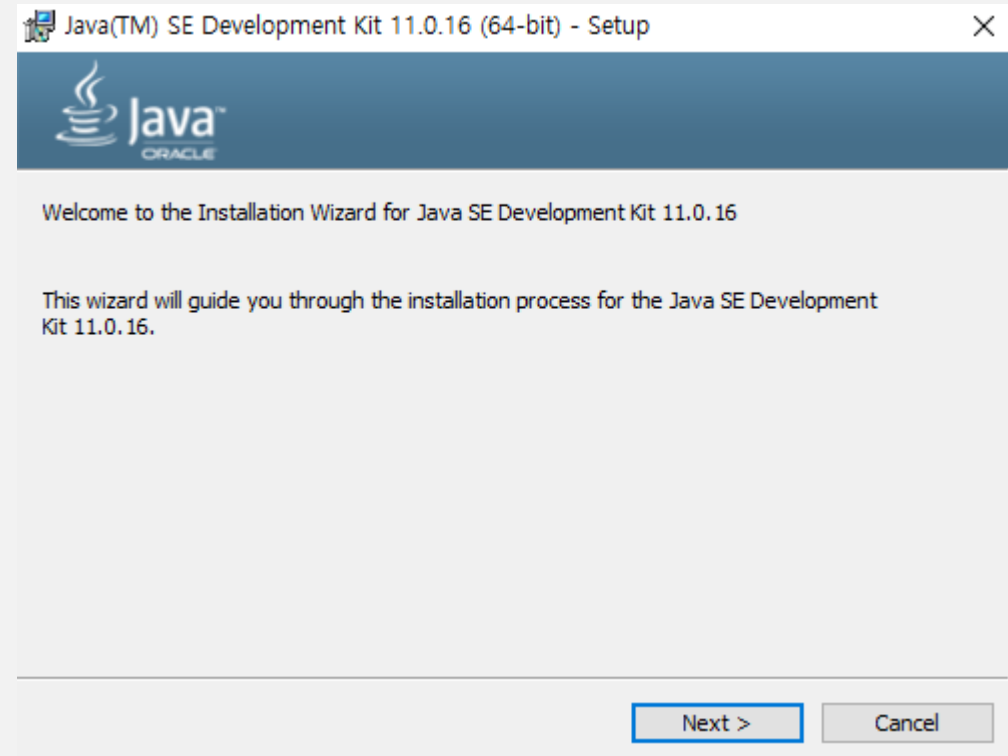 Java(TM) SE Development Kit 11.0.16 (64-bit) - Setup
Java™
ORACLE
Welcome to the Installation Wizard for Java SE Development Kit 11.0.16
This wizard will guide you through the installation process for the Java SE Development
Kit 11.0.16.
Next >
Cancel